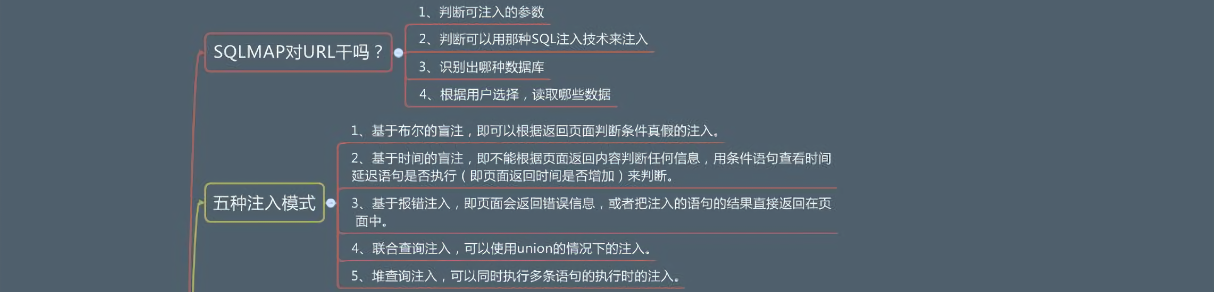 SQLMAP对URL干吗？
1、判断可注入的参数
2、判断可以用那种SQL注入技术来注入
3、识别出哪种数据库
4、根据用户选择，读取哪些数据
五种注入模式
1、基于布尔的盲注，即可以根据返回页面判断条件真假的注入。
2、基于时间的盲注，即不能根据页面返回内容判断任何信息，用条件语句查看时间
延迟语句是否执行（即页面返回时间是否增加）来判断。
3、基于报错注入，即页面会返回错误信息，或者把注入的语句的结果直接返回在页
面中。
4、联合查询注入，可以使用union的情况下的注入。
5、堆查询注入，可以同时执行多条语句的执行时的注入。